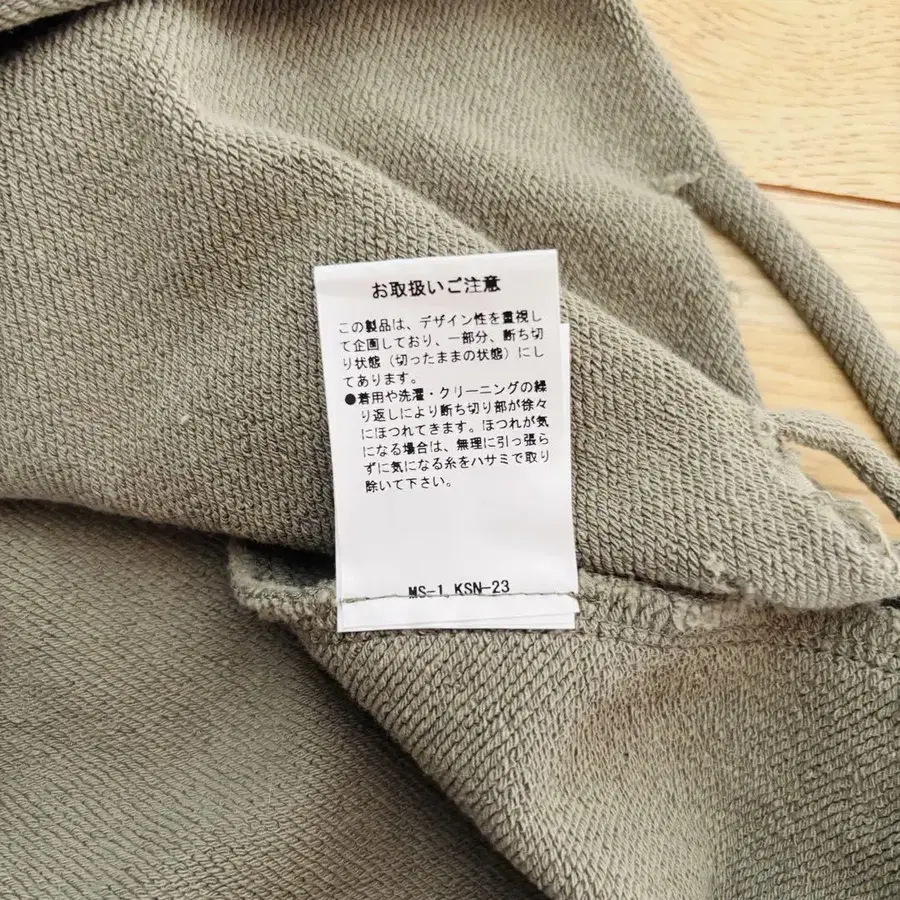 お取扱いご注意
この製品は、デザイン性を重視し
て企画しており、一部分、断ち切
り状態（切ったままの状態）にし
てあります。
●着用や洗濯・クリーニングの繰
り返しにより断ち切り部が徐々
にほつれてきます。ほつれが気
になる場合は、無理に引っ張ら
ずに気になる糸をハサミで取り
除いて下さい。
MS-1 KSN-23